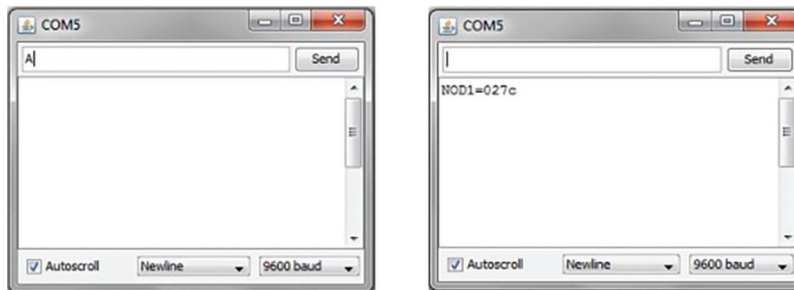 COM5
A
Send
Autoscroll
Newline
9600 baud
COM5
Send
NOD1=027c
Autoscroll
Newline
9600 baud